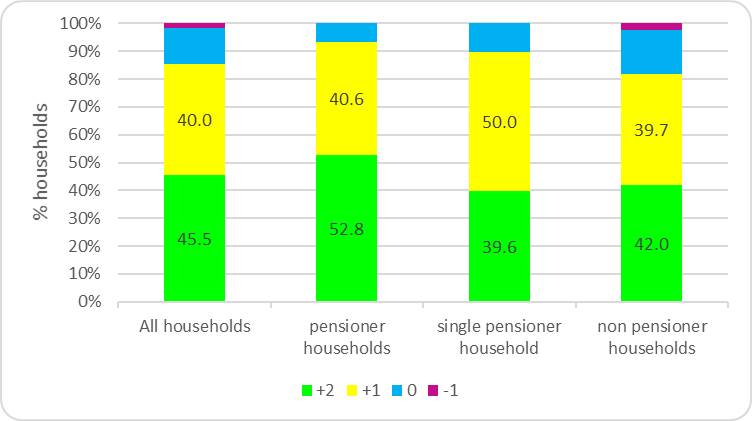 100%
90%
80%
70%
60%
50%
40%
30%
20%
10%
0%
% households
40.0
40.6
50.0
39.7
45.5
52.8
39.6
42.0
All households
pensioner
households
single pensioner
household
non pensioner
households
+2 +1 0 -1